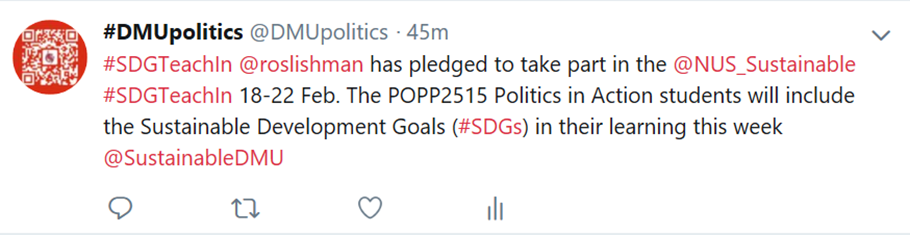 #DMUpolitics @DMUpolitics · 45m
#SDGTeachIn @roslishman has pledged to take part in the @NUS_Sustainable
#SDGTeachIn 18-22 Feb. The POPP2515 Politics in Action students will include
the Sustainable Development Goals (#SDGs) in their learning this week
@SustainableDMU